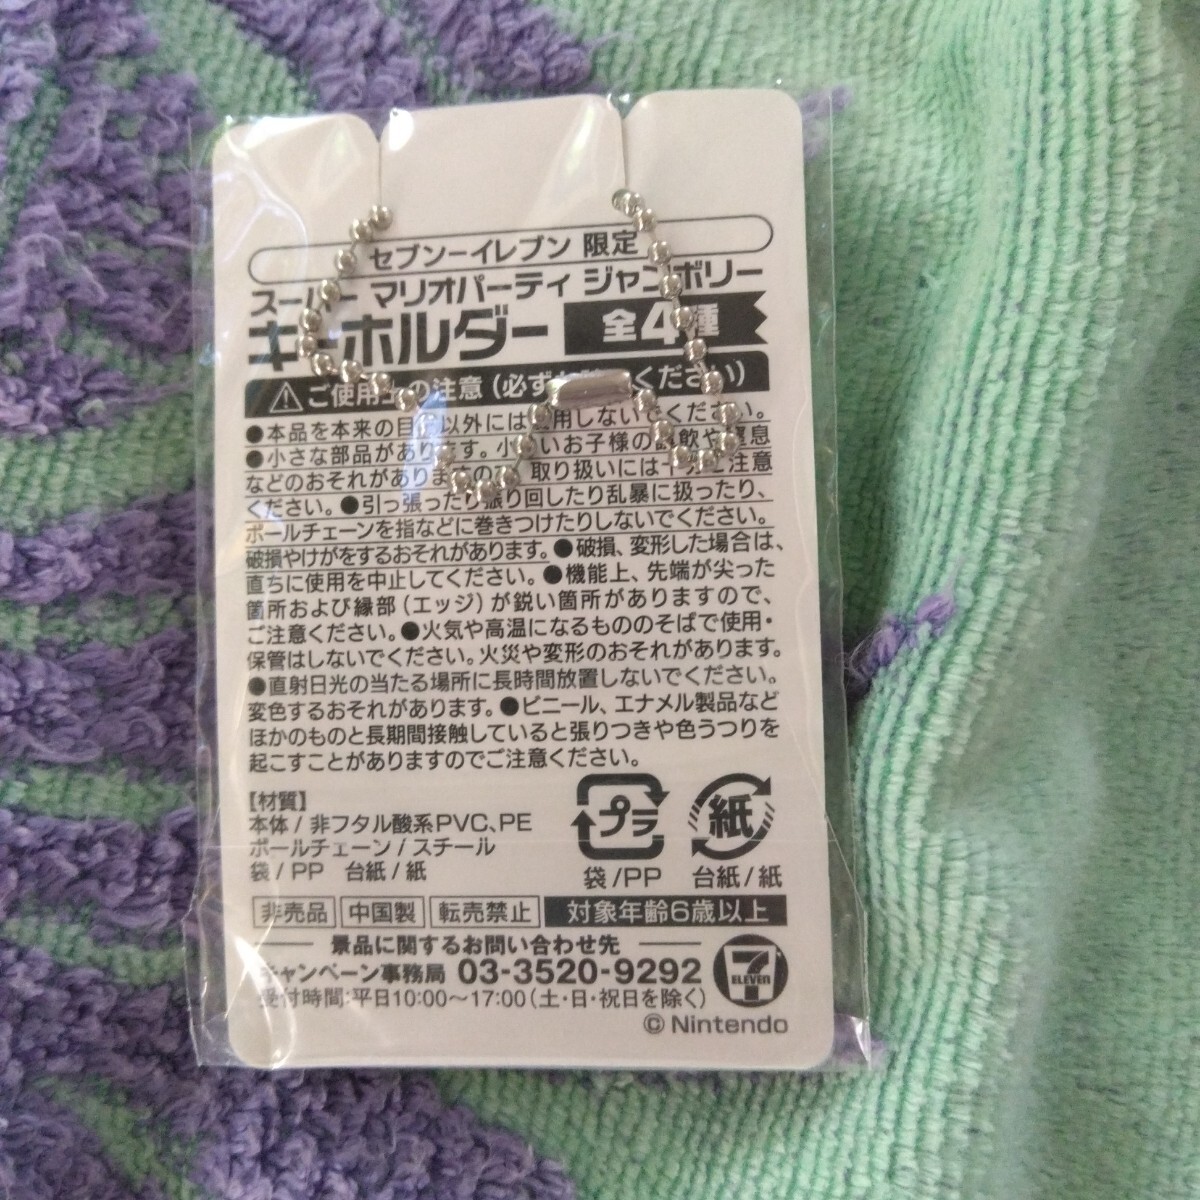 セブン－イレブン 限定
スーパー マリオパーティ ジャンボリー
キーホルダー 全4種
ご使用上の注意 (必ず ください)
●本品を本来の目 以外には使用しないでください。
●小さな部品があります。小さいお子様の誤飲や窒息
などのおそれがありますので、取り扱いには十分ご注意
ください。●引っ張ったり振り回したり乱暴に扱ったり、
ボールチェーンを指などに巻きつけたりしないでください。
破損やけがをするおそれがあります。●破損、変形した場合は、
直ちに使用を中止してください。●機能上、先端が尖った
箇所および縁部(エッジ)が鋭い箇所がありますので、
ご注意ください。●火気や高温になるもののそばで使用・
保管はしないでください。火災や変形のおそれがあります。
●直射日光の当たる場所に長時間放置しないでください。
変色するおそれがあります。●ビニール、エナメル製品など
ほかのものと長期間接触していると張りつきや色うつりを
起こすことがありますのでご注意ください。
【材質】
本体/非フタル酸系PVC、PE
ボールチェーン/スチール
袋/PP 台紙/紙
プラ 紙
袋/PP 台紙/紙
非売品 中国製 転売禁止 対象年齢6歳以上
景品に関するお問い合わせ先
キャンペーン事務局 03-3520-9292
受付時間:平日10:00～17:00(土・日・祝日を除く)
7 ELEVEN
© Nintendo